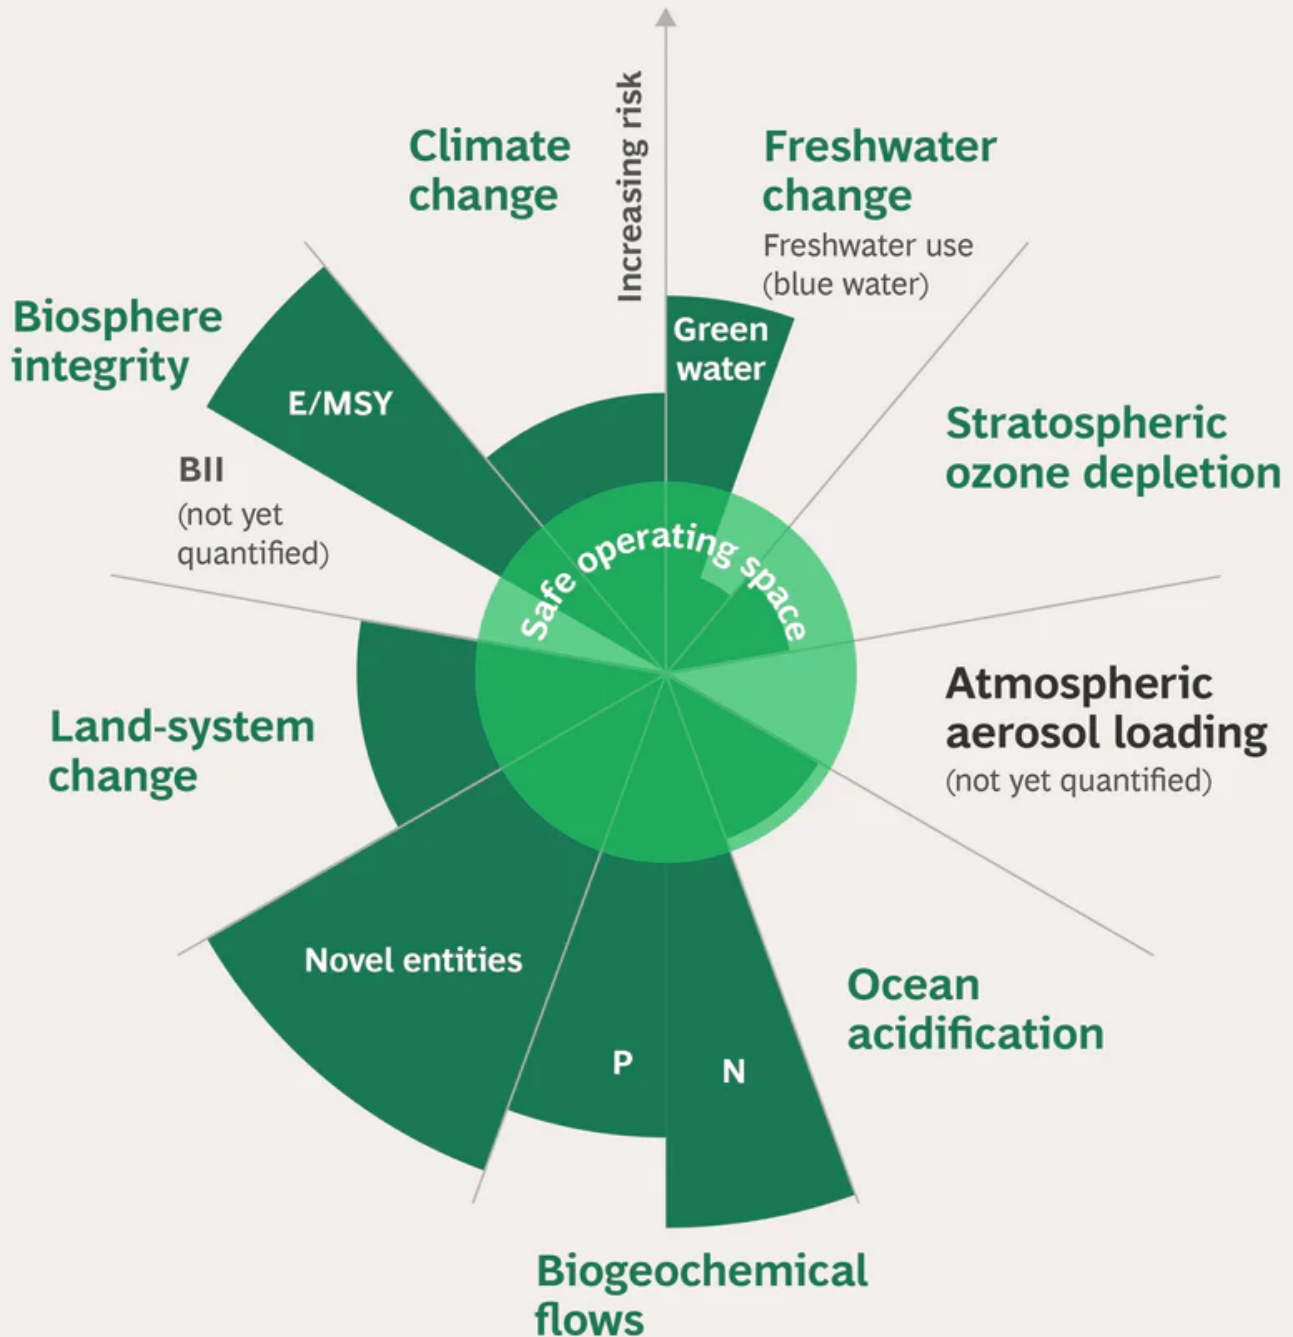 Increasing risk
Climate
change
Freshwater
change
Freshwater use
(blue water)
Green
water
Stratospheric
ozone depletion
Atmospheric
aerosol loading
(not yet quantified)
Ocean
acidification
Biogeochemical
flows
N
P
Novel entities
Land-system
change
Biosphere
integrity
E/MSY
BII
(not yet
quantified)
Safe operating space